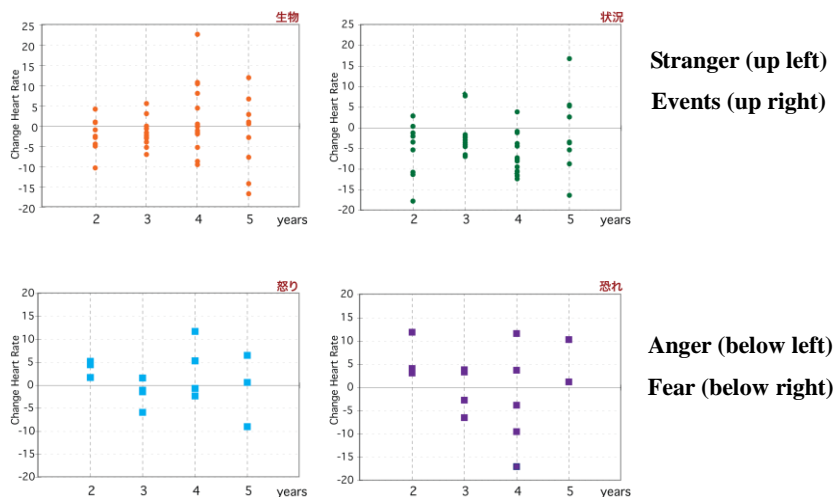 生物
25
20
15
10
5
0
-5
-10
15
-20
Change Heart Rate
2 3 4 5 years
状況
25
20
15
10
5
0
-5
-10
-15
-20
Change Heart Rate
2 3 4 5 years
Stranger (up left)
Events (up right)
怒り
20
15
10
5
0
-5
-10
-15
-20
Change Heart Rate
2 3 4 5 years
恐れ
20
15
10
5
0
-5
-10
-15
-20
Change Heart Rate
2 3 4 5 years
Anger (below left)
Fear (below right)